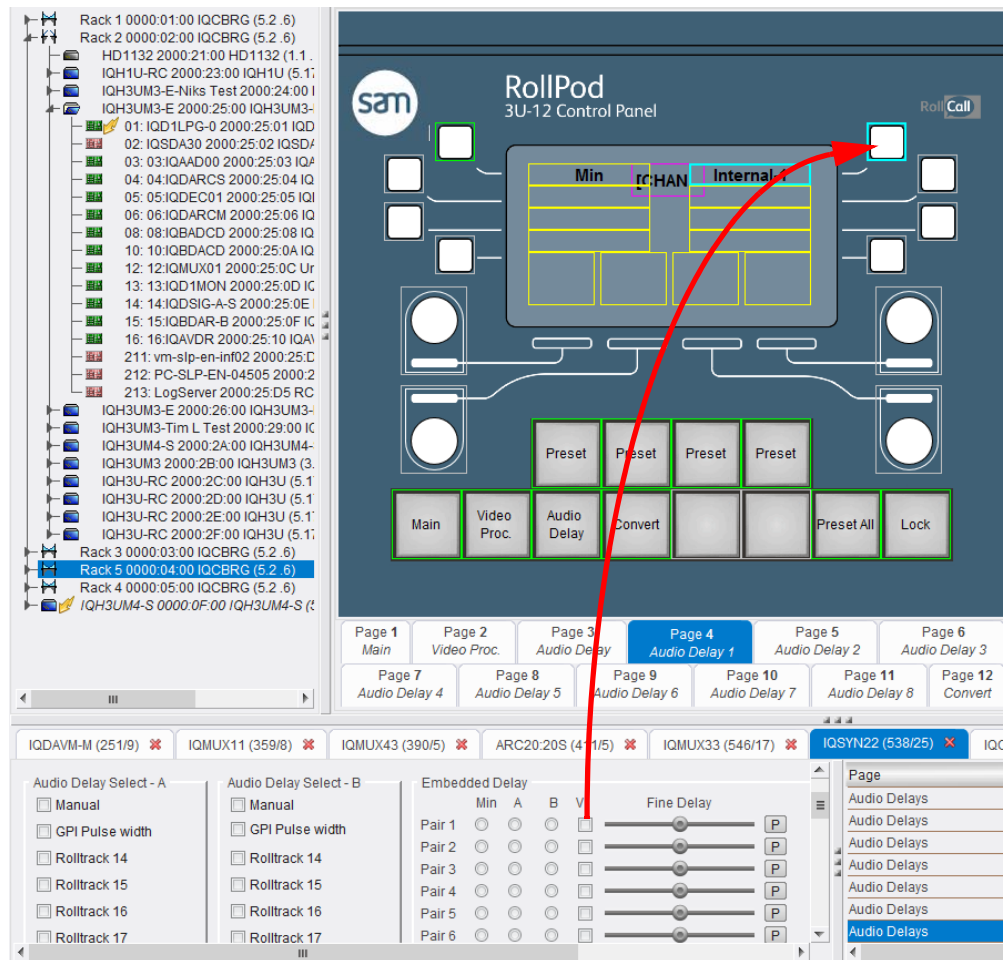 Rack 1 0000:01:00 IQCBRG (5.2 .6)
Rack 2 0000:02:00 IQCBRG (5.2 .6)
HD1132 2000:21:00 HD1132 (1.1 .
IQH1U-RC 2000:23:00 IQH1U (5.17
IQH3UM3-E-Niks Test 2000:24:00 I
IQH3UM3-E 2000:25:00 IQH3UM3-
01: IQD1LPG-0 2000:25:01 IQD
02: IQSDA30 2000:25:02 IQSDA
03: 03:IQAAD00 2000:25:03 IQA
04: 04:IQDARCS 2000:25:04 IQ
05: 05:IQDEC01 2000:25:05 IQI
06: 06:IQDARCM 2000:25:06 IQ
08: 08:IQBADCD 2000:25:08 IQ
10: 10:IQBDACD 2000:25:0A IQ
12: 12:IQMUX01 2000:25:0C Ur
13: 13:IQD1MON 2000:25:0D IQ
14: 14:IQDSIG-A-S 2000:25:0E
15: 15:IQBDAR-B 2000:25:0F IQ
16: 16:IQAVDR 2000:25:10 IQAV
211: vm-slp-en-inf02 2000:25:D
212: PC-SLP-EN-04505 2000:2
213: LogServer 2000:25:D5 RC
IQH3UM3-E 2000:26:00 IQH3UM3-
IQH3UM3-Tim L Test 2000:29:00 IQ
IQH3UM4-S 2000:2A:00 IQH3UM4-
IQH3UM3 2000:2B:00 IQH3UM3 (3.
IQH3U-RC 2000:2C:00 IQH3U (5.1
IQH3U-RC 2000:2D:00 IQH3U (5.1
IQH3U-RC 2000:2E:00 IQH3U (5.1
IQH3U-RC 2000:2F:00 IQH3U (5.17
Rack 3 0000:03:00 IQCBRG (5.2 .6)
Rack 5 0000:04:00 IQCBRG (5.2 .6)
Rack 4 0000:05:00 IQCBRG (5.2 .6)
IQH3UM4-S 0000:0F:00 IQH3UM4-S (5
sam
RollPod
3U-12 Control Panel
RollCall
Min [CHAN Internal-1
Preset Preset Preset Preset
Main Video Proc. Audio Delay Convert Preset All Lock
Page 1 Page 2 Page 3 Page 4 Page 5 Page 6
Main Video Proc. Audio Delay Audio Delay 1 Audio Delay 2 Audio Delay 3
Page 7 Page 8 Page 9 Page 10 Page 11 Page 12
Audio Delay 4 Audio Delay 5 Audio Delay 6 Audio Delay 7 Audio Delay 8 Convert
IQDAVM-M (251/9) IQMUX11 (359/8) IQMUX43 (390/5) ARC20:20S (411/5) IQMUX33 (546/17) IQSYN22 (538/25) IQC
Audio Delay Select - A
Manual
GPI Pulse width
Rolltrack 14
Rolltrack 15
Rolltrack 16
Rolltrack 17
Audio Delay Select - B
Manual
GPI Pulse width
Rolltrack 14
Rolltrack 15
Rolltrack 16
Rolltrack 17
Embedded Delay
Min A B V Fine Delay
Pair 1 P
Pair 2 P
Pair 3 P
Pair 4 P
Pair 5 P
Pair 6 P
Page
Audio Delays
Audio Delays
Audio Delays
Audio Delays
Audio Delays
Audio Delays
Audio Delays